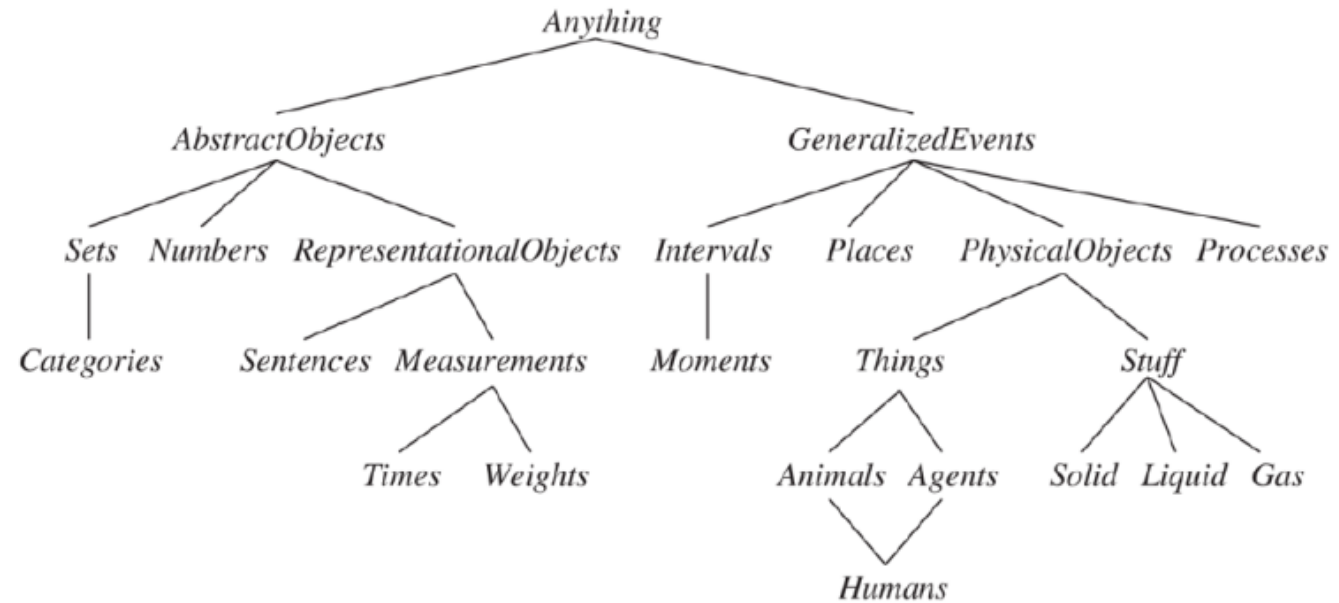 Anything
AbstractObjects GeneralizedEvents
Sets Numbers RepresentationalObjects Intervals Places PhysicalObjects Processes
Categories Sentences Measurements Moments Things Stuff
Times Weights Animals Agents Solid Liquid Gas
Humans